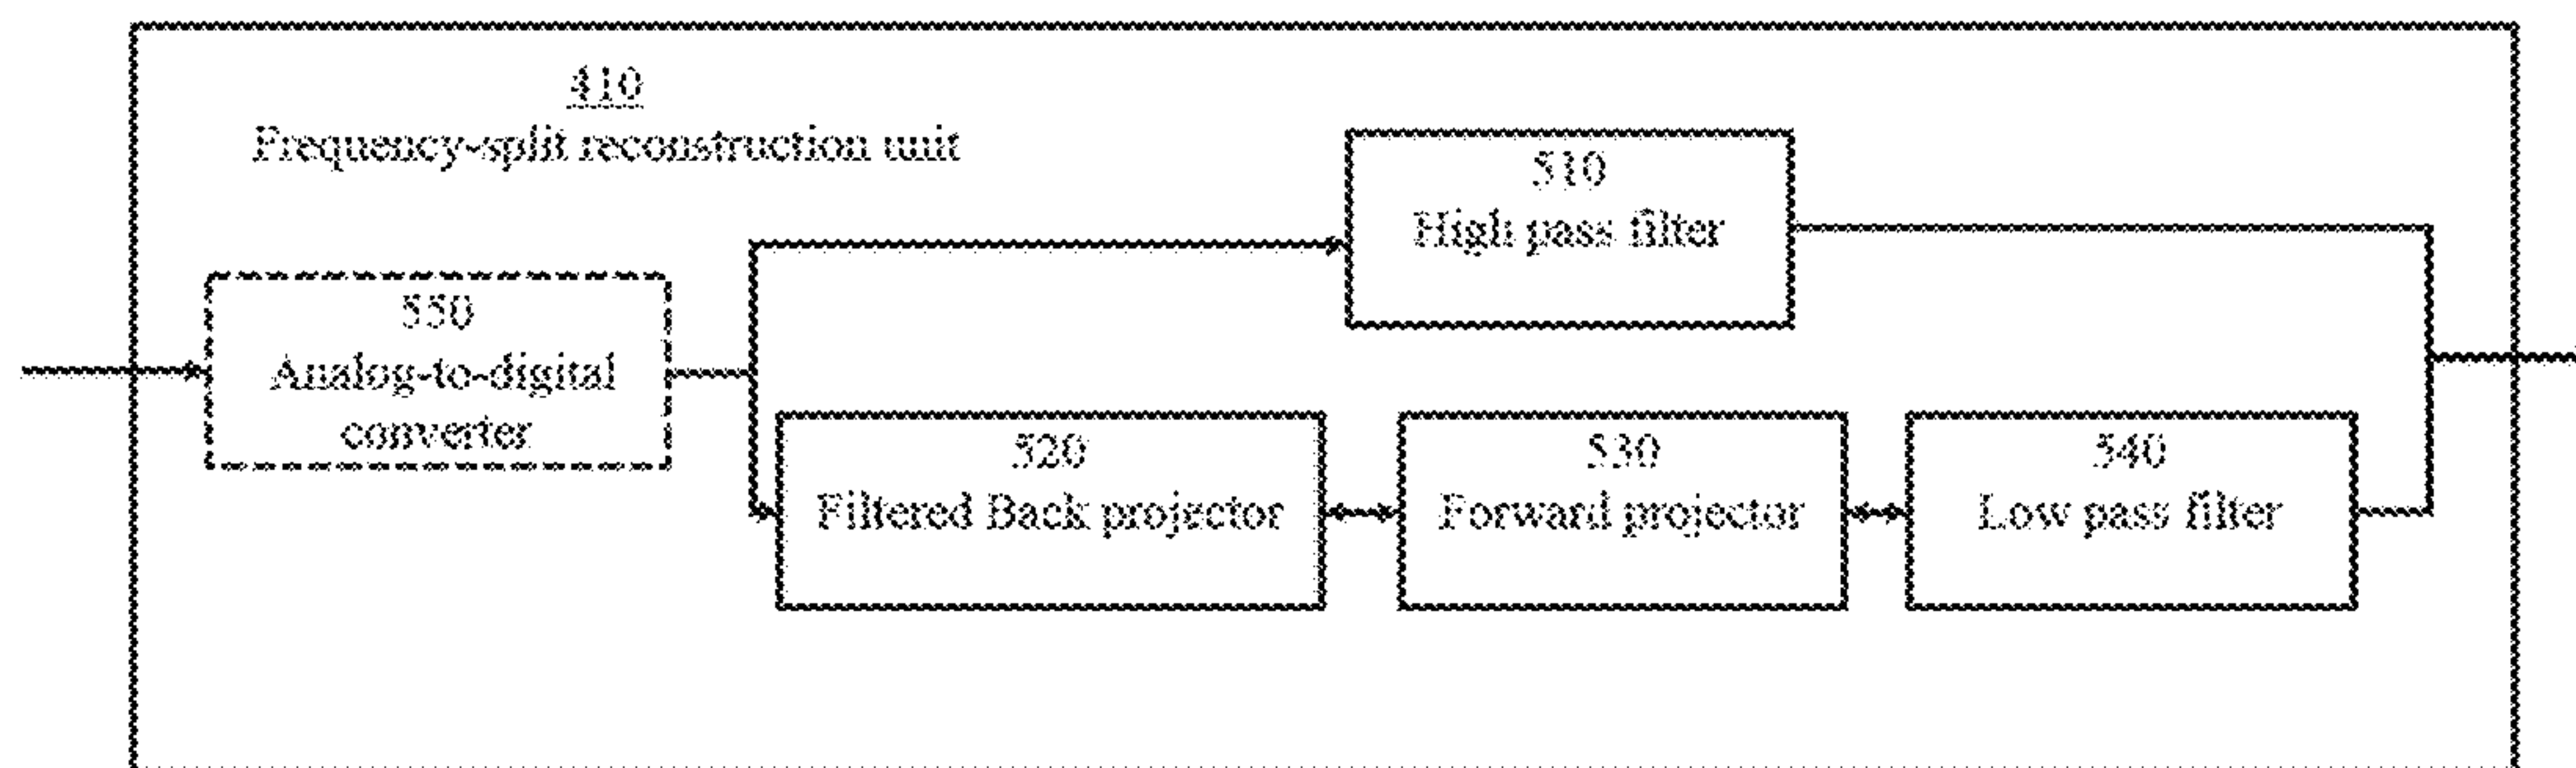 410
Frequency-split reconstruction unit
510
High pass filter
550
Analog-to-digital
converter
520
Filtered Back projector
530
Forward projector
540
Low pass filter